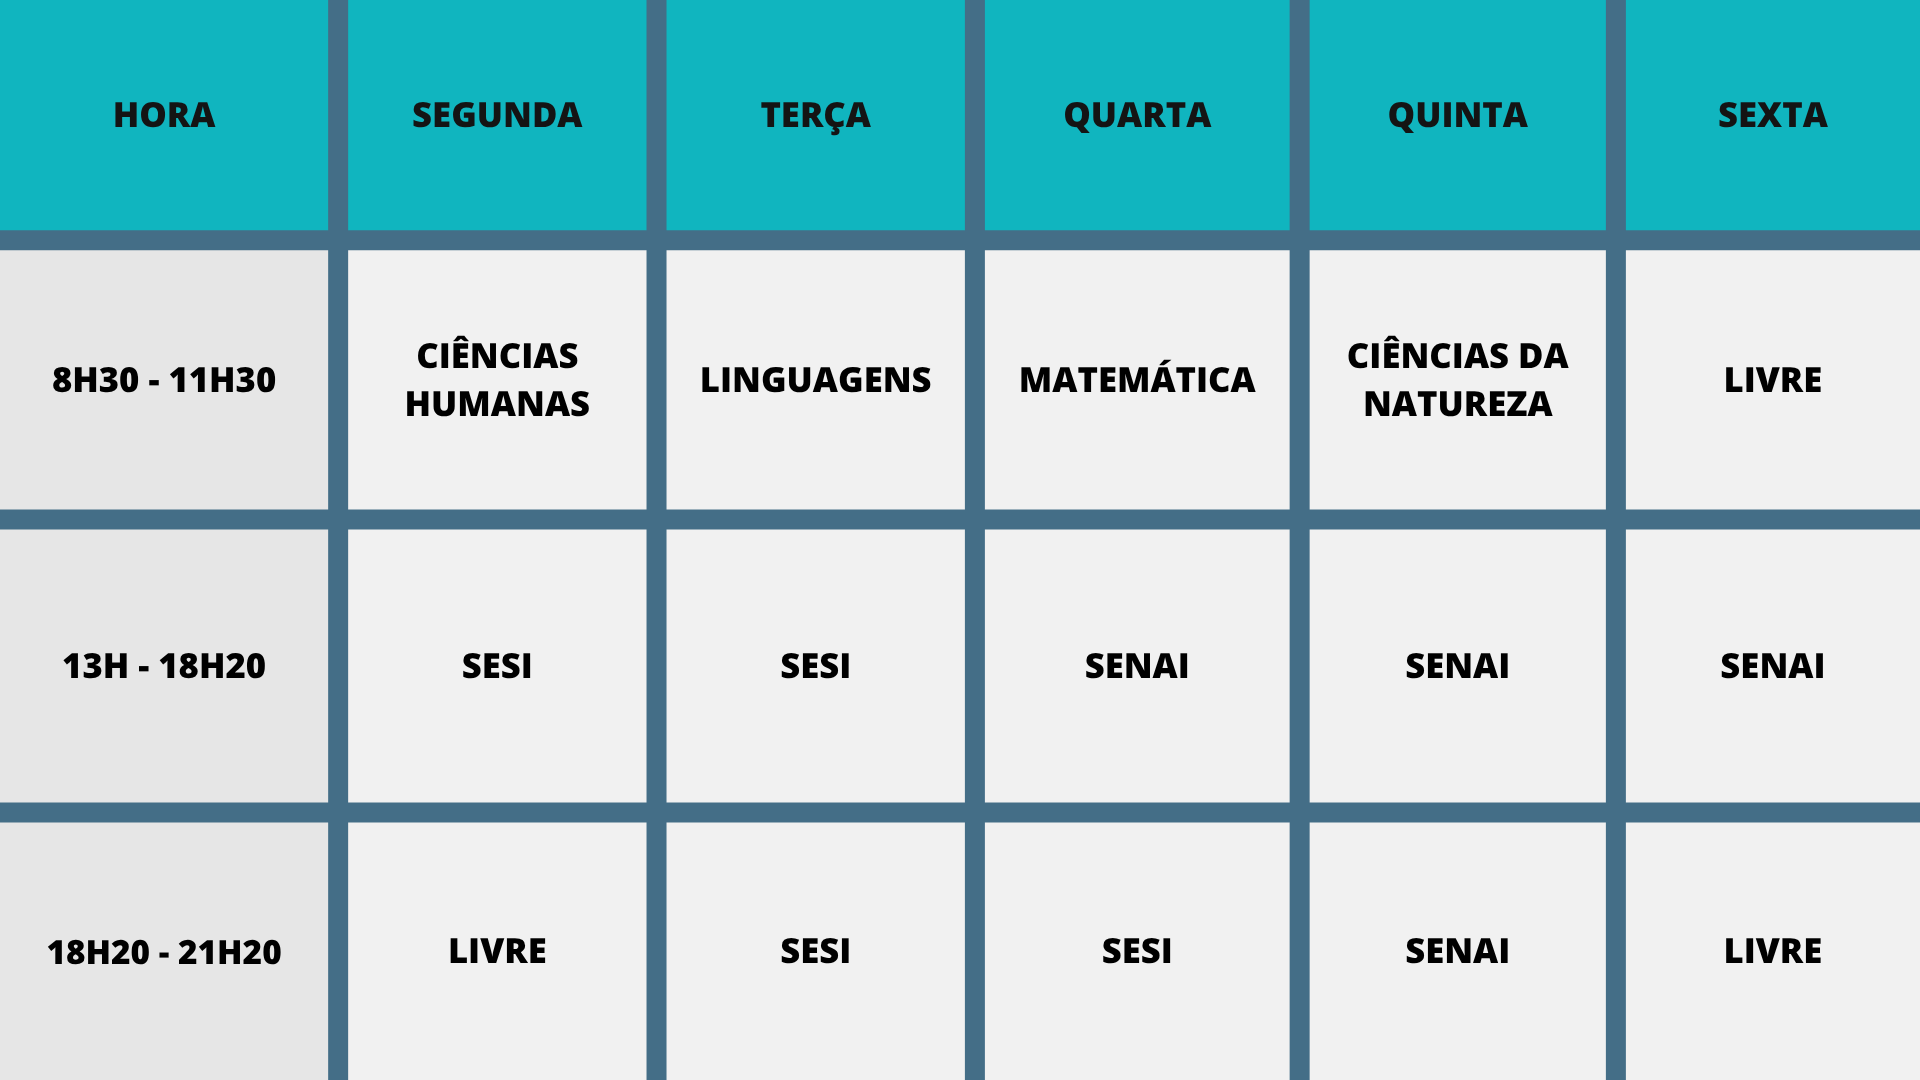 HORA SEGUNDA TERÇA QUARTA QUINTA SEXTA
8H30 - 11H30 CIÊNCIAS HUMANAS LINGUAGENS MATEMÁTICA CIÊNCIAS DA NATUREZA LIVRE
13H - 18H20 SESI SESI SENAI SENAI SENAI
18H20 - 21H20 LIVRE SESI SESI SENAI LIVRE